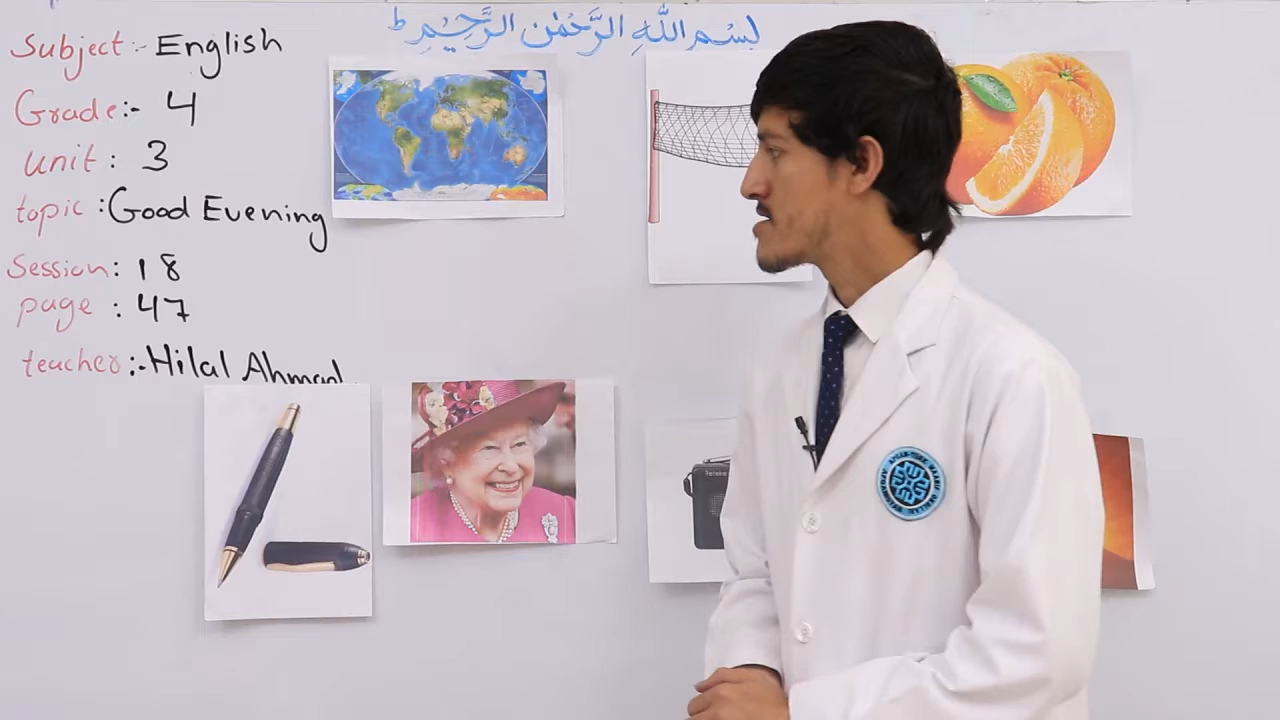 بِسْمِ اللّٰهِ الرَّحْمٰنِ الرَّحِيْمِ ط
Subject :- English
Grade :- 4
unit : 3
topic : Good Evening
Session : 18
page : 47
teacher :- Hilal Ahmad